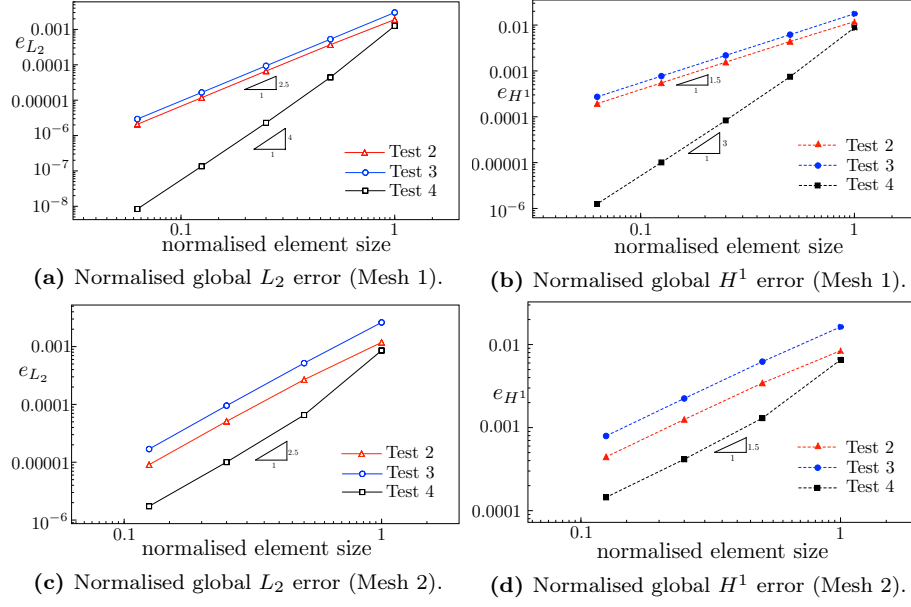 0.001
e_{L_2}
0.0001
0.00001
10^{-6}
10^{-7}
10^{-8}
2.5
1
4
1
Test 2
Test 3
Test 4
0.1
1
normalised element size
(a) Normalised global L_2 error (Mesh 1).
0.01
0.001
e_{H^1}
0.00001
10^{-6}
1.5
1
3
1
Test 2
Test 3
Test 4
0.1
1
normalised element size
(b) Normalised global H^1 error (Mesh 1).
0.001
e_{L_2}
0.0001
0.00001
10^{-6}
2.5
1
Test 2
Test 3
Test 4
0.1
1
normalised element size
(c) Normalised global L_2 error (Mesh 2).
0.01
e_{H^1}
0.001
0.0001
1.5
1
Test 2
Test 3
Test 4
0.1
1
normalised element size
(d) Normalised global H^1 error (Mesh 2).